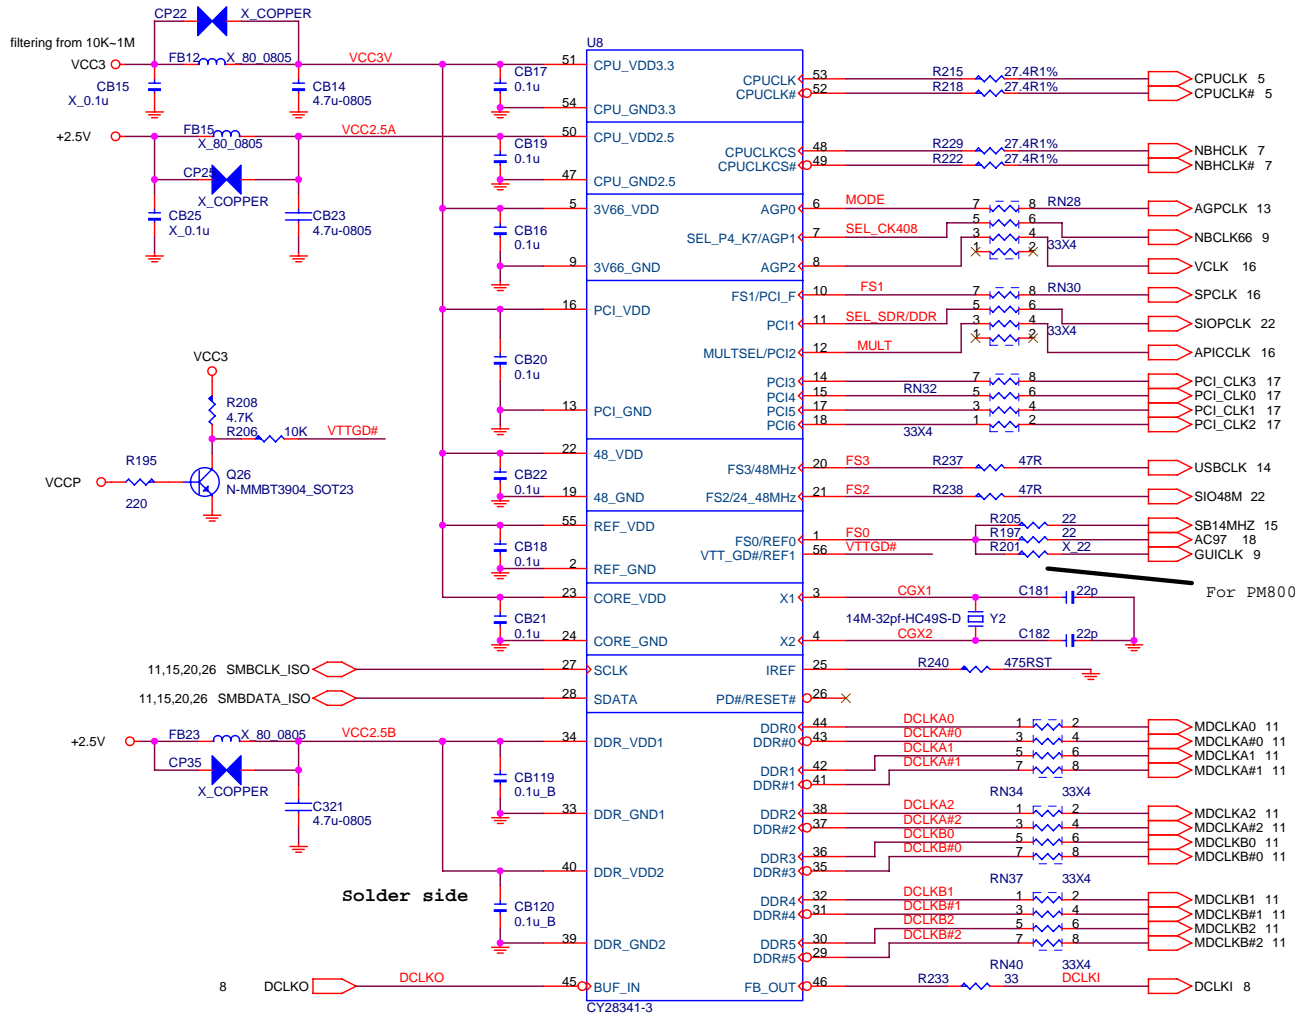 CP22 X_COPPER
filtering from 10K~1M
VCC3 FB12 X_80_0805 VCC3V
CB15
X_0.1u
CB14
4.7u-0805
+2.5V FB15 VCC2.5A
X_80_0805
CP25
X_COPPER
CB25
X_0.1u
CB23
4.7u-0805
VCC3
R208
4.7K
R206 10K VTTGD#
R195
VCCP
220
Q26
N-MMBT3904_SOT23
11,15,20,26 SMBCLK_ISO
11,15,20,26 SMBDATA_ISO
+2.5V FB23 X_80_0805 VCC2.5B
CP35
X_COPPER
C321
4.7u-0805
Solder side
8 DCLKO DCLKO
CB17
0.1u
CB19
0.1u
CB16
0.1u
CB20
0.1u
CB22
0.1u
CB18
0.1u
CB21
0.1u
CB119
0.1u_B
CB120
0.1u_B
U8
51 CPU_VDD3.3
54 CPU_GND3.3
50 CPU_VDD2.5
47 CPU_GND2.5
5 3V66_VDD
9 3V66_GND
16 PCI_VDD
13 PCI_GND
22 48_VDD
19 48_GND
55 REF_VDD
2 REF_GND
23 CORE_VDD
24 CORE_GND
27 SCLK
28 SDATA
34 DDR_VDD1
33 DDR_GND1
40 DDR_VDD2
39 DDR_GND2
45 BUF_IN
CY28341-3
CPUCLK 53 R215 27.4R1% CPUCLK 5
CPUCLK# 52 R218 27.4R1% CPUCLK# 5
CPUCLKCS 48 R229 27.4R1% NBHCLK 7
CPUCLKCS# 49 R222 27.4R1% NBHCLK# 7
AGP0 6 MODE 7 8 RN28 AGPCLK 13
SEL_P4_K7/AGP1 7 SEL_CK408 5 6 NBCLK66 9
3 4
1 2 33X4
AGP2 8 VCLK 16
FS1/PCI_F 10 FS1 7 8 RN30 SPCLK 16
PCI1 11 SEL_SDR/DDR 5 6 SIOPCLK 22
3 4
1 2 33X4
MULTSEL/PCI2 12 MULT APICCLK 16
PCI3 14 7 8 PCI_CLK3 17
PCI4 15 RN32 5 6 PCI_CLK0 17
PCI5 17 3 4 PCI_CLK1 17
PCI6 18 1 2 PCI_CLK2 17
33X4
FS3/48MHz 20 FS3 R237 47R USBCLK 14
FS2/24_48MHz 21 FS2 R238 47R SIO48M 22
R205 22 SB14MHZ 15
FS0/REF0 1 FS0 R197 22 AC97 18
VTT_GD#/REF1 56 VTTGD# R201 X_22 GUICLK 9
For PM800
X1 3 CGX1 C181 22p
14M-32pf-HC49S-D Y2
X2 4 CGX2 C182 22p
IREF 25 R240 475RST
PD#/RESET# 26
DDR0 44 DCLKA0 1 2 MDCLKA0 11
DDR#0 43 DCLKA#0 3 4 MDCLKA#0 11
DDR1 42 DCLKA1 5 6 MDCLKA1 11
DDR#1 41 DCLKA#1 7 8 MDCLKA#1 11
RN34 33X4
DDR2 38 DCLKA2 1 2 MDCLKA2 11
DDR#2 37 DCLKA#2 3 4 MDCLKA#2 11
DDR3 36 DCLKB0 5 6 MDCLKB0 11
DDR#3 35 DCLKB#0 7 8 MDCLKB#0 11
RN37 33X4
DDR4 32 DCLKB1 1 2 MDCLKB1 11
DDR#4 31 DCLKB#1 3 4 MDCLKB#1 11
DDR5 30 DCLKB2 5 6 MDCLKB2 11
DDR#5 29 DCLKB#2 7 8 MDCLKB#2 11
RN40 33X4
FB_OUT 46 R233 33 DCLKI DCLKI 8